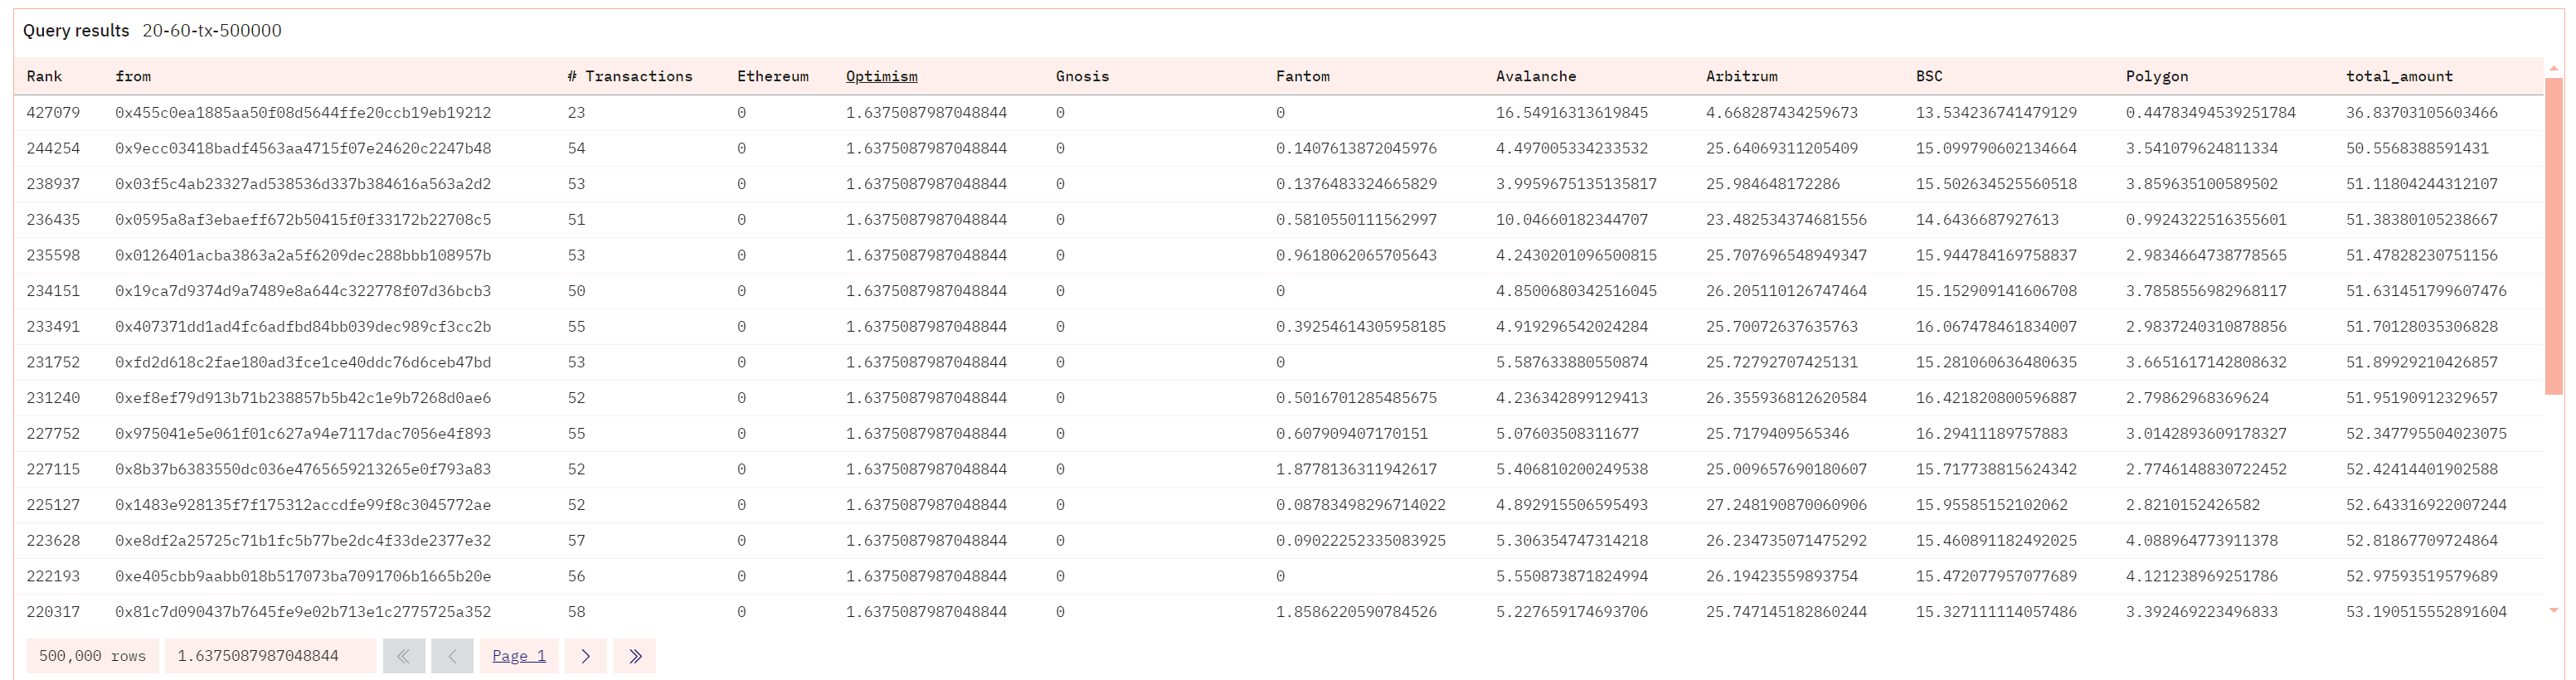 Query results 20-60-tx-500000
Rank from # Transactions Ethereum Optimism Gnosis Fantom Avalanche Arbitrum BSC Polygon total_amount
427079 0x455c0ea1885aa50f08d5644ffe20ccb19eb19212 23 0 1.6375087987048844 0 0 16.54916313619845 4.668287434259673 13.534236741479129 0.44783494539251784 36.83703105603466
244254 0x9ecc03418badf4563aa4715f07e24620c2247b48 54 0 1.6375087987048844 0 0.1407613872045976 4.497005334233532 25.64069311205409 15.099790602134664 3.541079624811334 50.5568388591431
238937 0x03f5c4ab23327ad538536d337b384616a563a2d2 53 0 1.6375087987048844 0 0.1376483324665829 3.9959675135135817 25.984648172286 15.502634525560518 3.859635100589502 51.11804244312107
236435 0x0595a8af3ebaeff672b50415f0f33172b22708c5 51 0 1.6375087987048844 0 0.5810550111562997 10.04660182344707 23.482534374681556 14.6436687927613 0.9924322516355601 51.38380105238667
235598 0x0126401acba3863a2a5f6209dec288bbb108957b 53 0 1.6375087987048844 0 0.9618062065705643 4.2430201096500815 25.707696548949347 15.944784169758837 2.9834664738778565 51.47828230751156
234151 0x19ca7d9374d9a7489e8a644c322778f07d36bcb3 50 0 1.6375087987048844 0 0 4.8500680342516045 26.205110126747464 15.152909141606708 3.7858556982968117 51.631451799607476
233491 0x407371dd1ad4fc6adfbd84bb039dec989cf3cc2b 55 0 1.6375087987048844 0 0.39254614305958185 4.919296542024284 25.70072637635763 16.067478461834007 2.9837240310878856 51.70128035306828
231752 0xfd2d618c2fae180ad3fce1ce40ddc76d6ceb47bd 53 0 1.6375087987048844 0 0 5.587633880550874 25.72792707425131 15.281060636480635 3.6651617142808632 51.89929210426857
231240 0xef8ef79d913b71b238857b5b42c1e9b7268d0ae6 52 0 1.6375087987048844 0 0.5016701285485675 4.236342899129413 26.355936812620584 16.421820800596887 2.79862968369624 51.95190912329657
227752 0x975041e5e061f01c627a94e7117dac7056e4f893 55 0 1.6375087987048844 0 0.607909407170151 5.07603508311677 25.7179409565346 16.29411189757883 3.0142893609178327 52.347795504023075
227115 0x8b37b6383550dc036e4765659213265e0f793a83 52 0 1.6375087987048844 0 1.8778136311942617 5.406810200249538 25.009657690180607 15.717738815624342 2.7746148830722452 52.42414401902588
225127 0x1483e928135f7f175312accdfe99f8c3045772ae 52 0 1.6375087987048844 0 0.08783498296714022 4.892915506595493 27.248190870060906 15.95585152102062 2.8210152426582 52.643316922007244
223628 0xe8df2a25725c71b1fc5b77be2dc4f33de2377e32 57 0 1.6375087987048844 0 0.09022252335083925 5.306354747314218 26.234735071475292 15.460891182492025 4.088964773911378 52.81867709724864
222193 0xe405cbb9aabb018b517073ba7091706b1665b20e 56 0 1.6375087987048844 0 0 5.550873871824994 26.19423559893754 15.472077957077689 4.121238969251786 52.97593519579689
220317 0x81c7d090437b7645fe9e02b713e1c2775725a352 58 0 1.6375087987048844 0 1.8586220590784526 5.227659174693706 25.747145182860244 15.327111114057486 3.392469223496833 53.190515552891604
500,000 rows 1.6375087987048844 Page 1